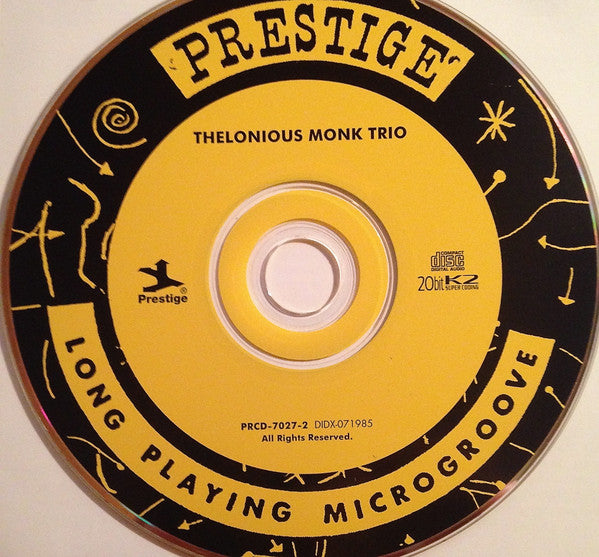 PRESTIGE
THELONIOUS MONK TRIO
COMPACT
disc
DIGITAL AUDIO
Prestige®
20bit K2
SUPER CODING
PRCD-7027-2 DIDX-071985
All Rights Reserved.
LONG PLAYING MICROGROOVE